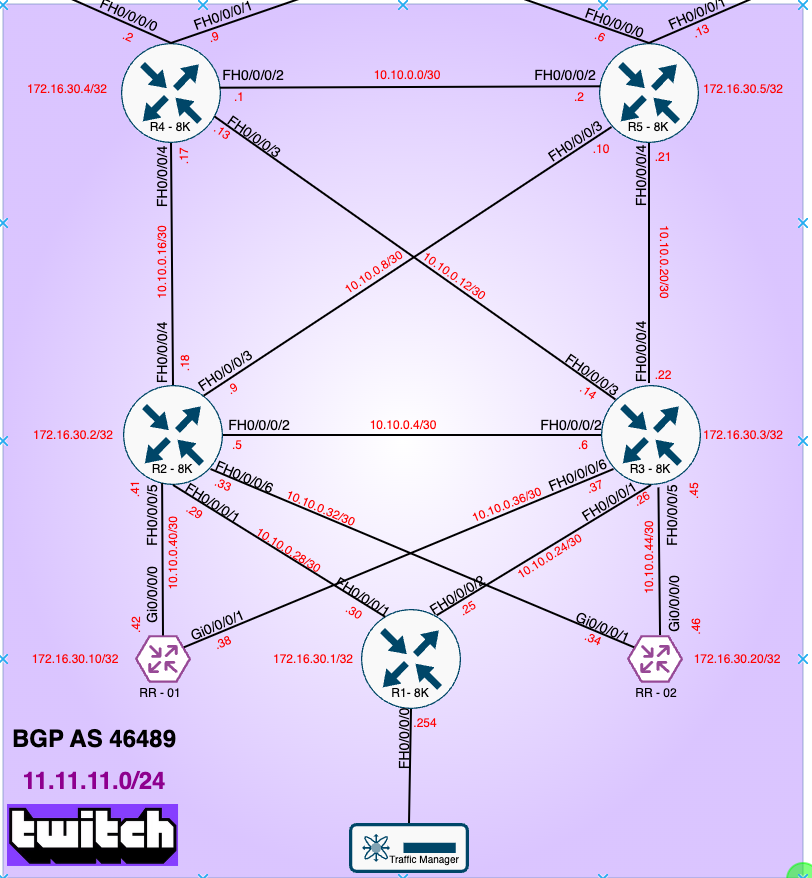 FH0/0/0/0
.2
FH0/0/0/1
.9
FH0/0/0/0
.6
FH0/0/0/1
.13
172.16.30.4/32
R4 - 8K
FH0/0/0/2
.1
10.10.0.0/30
FH0/0/0/2
.2
R5 - 8K
172.16.30.5/32
.13
FH0/0/0/3
.17
FH0/0/0/4
FH0/0/0/3
.10
.21
FH0/0/0/4
10.10.0.16/30
10.10.0.8/30
10.10.0.12/30
10.10.0.20/30
FH0/0/0/4
.18
FH0/0/0/3
.9
FH0/0/0/3
.14
FH0/0/0/4
.22
172.16.30.2/32
R2 - 8K
FH0/0/0/2
.5
10.10.0.4/30
FH0/0/0/2
.6
R3 - 8K
172.16.30.3/32
.41
FH0/0/0/5
10.10.0.40/30
FH0/0/0/1
.29
FH0/0/0/6
.33
10.10.0.32/30
10.10.0.28/30
10.10.0.36/30
FH0/0/0/6
.37
FH0/0/0/1
.26
10.10.0.24/30
10.10.0.44/30
FH0/0/0/5
.45
Gi0/0/0/0
.42
Gi0/0/0/1
.38
FH0/0/0/1
.30
FH0/0/0/2
.25
Gi0/0/0/1
.34
Gi0/0/0/0
.46
172.16.30.10/32
RR - 01
172.16.30.1/32
R1- 8K
RR - 02
172.16.30.20/32
FH0/0/0/0
.254
BGP AS 46489
11.11.11.0/24
twitch
Traffic Manager